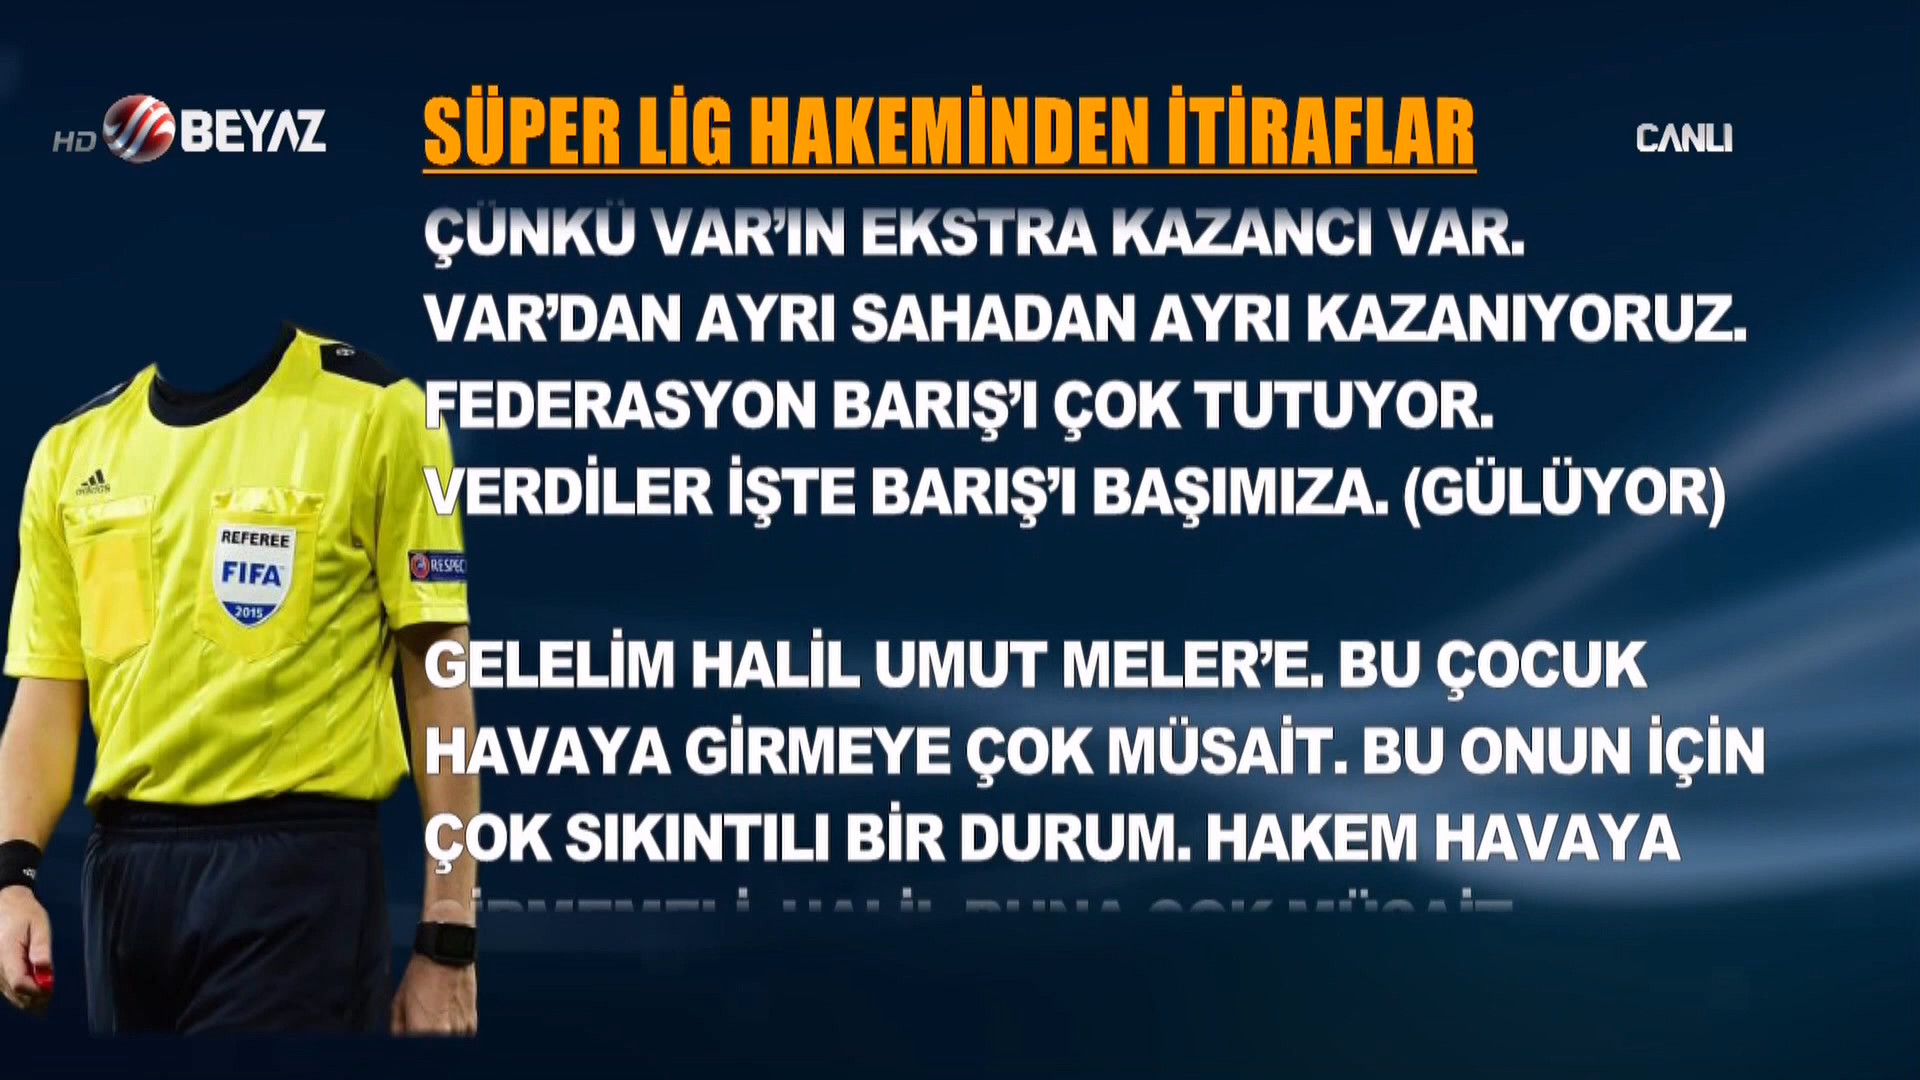 HD BEYAZ
SÜPER LİG HAKEMİNDEN İTİRAFLAR
CANLI
ÇÜNKÜ VAR'IN EKSTRA KAZANCI VAR.
VAR'DAN AYRI SAHADAN AYRI KAZANIYORUZ.
FEDERASYON BARIŞ'I ÇOK TUTUYOR.
VERDİLER İŞTE BARIŞ'I BAŞIMIZA. (GÜLÜYOR)
GELELİM HALİL UMUT MELER'E. BU ÇOCUK
HAVAYA GİRMEYE ÇOK MÜSAİT. BU ONUN İÇİN
ÇOK SIKINTILI BİR DURUM. HAKEM HAVAYA
adidas
REFEREE
FIFA
2015
RESPEC